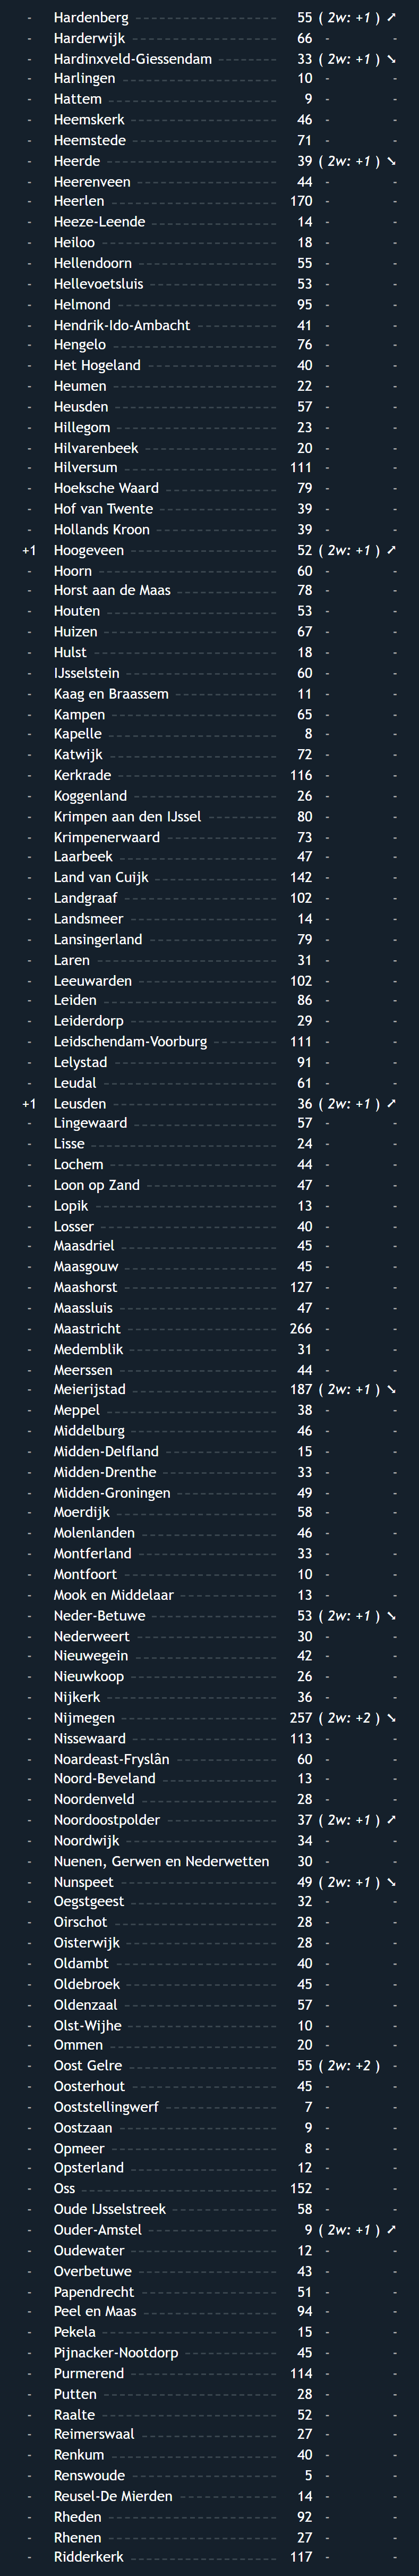 - Hardenberg 55 ( 2w: +1 ) ➚
- Harderwijk 66 - -
- Hardinxveld-Giessendam 33 ( 2w: +1 ) ➘
- Harlingen 10 - -
- Hattem 9 - -
- Heemskerk 46 - -
- Heemstede 71 - -
- Heerde 39 ( 2w: +1 ) ➘
- Heerenveen 44 - -
- Heerlen 170 - -
- Heeze-Leende 14 - -
- Heiloo 18 - -
- Hellendoorn 55 - -
- Hellevoetsluis 53 - -
- Helmond 95 - -
- Hendrik-Ido-Ambacht 41 - -
- Hengelo 76 - -
- Het Hogeland 40 - -
- Heumen 22 - -
- Heusden 57 - -
- Hillegom 23 - -
- Hilvarenbeek 20 - -
- Hilversum 111 - -
- Hoeksche Waard 79 - -
- Hof van Twente 39 - -
- Hollands Kroon 39 - -
+1 Hoogeveen 52 ( 2w: +1 ) ➚
- Hoorn 60 - -
- Horst aan de Maas 78 - -
- Houten 53 - -
- Huizen 67 - -
- Hulst 18 - -
- IJsselstein 60 - -
- Kaag en Braassem 11 - -
- Kampen 65 - -
- Kapelle 8 - -
- Katwijk 72 - -
- Kerkrade 116 - -
- Koggenland 26 - -
- Krimpen aan den IJssel 80 - -
- Krimpenerwaard 73 - -
- Laarbeek 47 - -
- Land van Cuijk 142 - -
- Landgraaf 102 - -
- Landsmeer 14 - -
- Lansingerland 79 - -
- Laren 31 - -
- Leeuwarden 102 - -
- Leiden 86 - -
- Leiderdorp 29 - -
- Leidschendam-Voorburg 111 - -
- Lelystad 91 - -
- Leudal 61 - -
+1 Leusden 36 ( 2w: +1 ) ➚
- Lingewaard 57 - -
- Lisse 24 - -
- Lochem 44 - -
- Loon op Zand 47 - -
- Lopik 13 - -
- Losser 40 - -
- Maasdriel 45 - -
- Maasgouw 45 - -
- Maashorst 127 - -
- Maassluis 47 - -
- Maastricht 266 - -
- Medemblik 31 - -
- Meerssen 44 - -
- Meierijstad 187 ( 2w: +1 ) ➘
- Meppel 38 - -
- Middelburg 46 - -
- Midden-Delfland 15 - -
- Midden-Drenthe 33 - -
- Midden-Groningen 49 - -
- Moerdijk 58 - -
- Molenlanden 46 - -
- Montferland 33 - -
- Montfoort 10 - -
- Mook en Middelaar 13 - -
- Neder-Betuwe 53 ( 2w: +1 ) ➘
- Nederweert 30 - -
- Nieuwegein 42 - -
- Nieuwkoop 26 - -
- Nijkerk 36 - -
- Nijmegen 257 ( 2w: +2 ) ➘
- Nissewaard 113 - -
- Noardeast-Fryslân 60 - -
- Noord-Beveland 13 - -
- Noordenveld 28 - -
- Noordoostpolder 37 ( 2w: +1 ) ➚
- Noordwijk 34 - -
- Nuenen, Gerwen en Nederwetten 30 - -
- Nunspeet 49 ( 2w: +1 ) ➘
- Oegstgeest 32 - -
- Oirschot 28 - -
- Oisterwijk 28 - -
- Oldambt 40 - -
- Oldebroek 45 - -
- Oldenzaal 57 - -
- Olst-Wijhe 10 - -
- Ommen 20 - -
- Oost Gelre 55 ( 2w: +2 ) -
- Oosterhout 45 - -
- Ooststellingwerf 7 - -
- Oostzaan 9 - -
- Opmeer 8 - -
- Opsterland 12 - -
- Oss 152 - -
- Oude IJsselstreek 58 - -
- Ouder-Amstel 9 ( 2w: +1 ) ➚
- Oudewater 12 - -
- Overbetuwe 43 - -
- Papendrecht 51 - -
- Peel en Maas 94 - -
- Pekela 15 - -
- Pijnacker-Nootdorp 45 - -
- Purmerend 114 - -
- Putten 28 - -
- Raalte 52 - -
- Reimerswaal 27 - -
- Renkum 40 - -
- Renswoude 5 - -
- Reusel-De Mierden 14 - -
- Rheden 92 - -
- Rhenen 27 - -
- Ridderkerk 117 - -